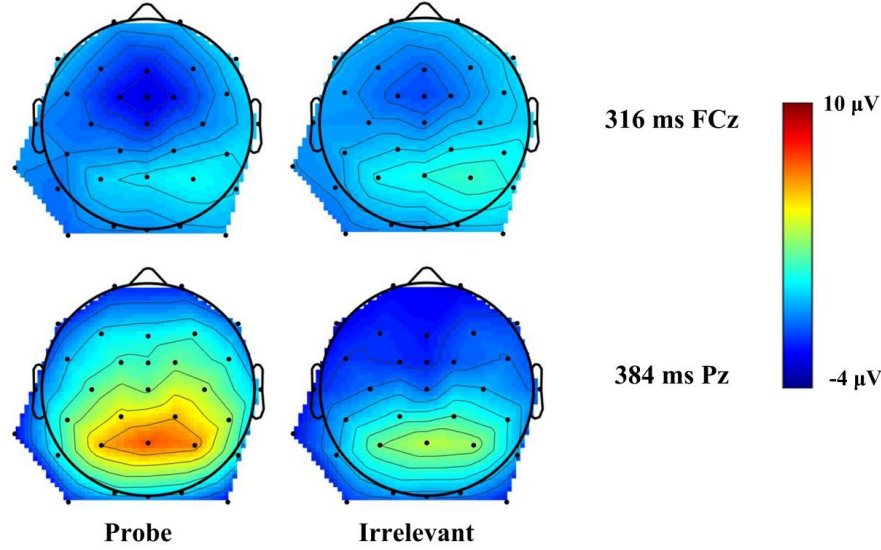 10 μV
316 ms FCz
384 ms Pz
-4 μV
Probe
Irrelevant